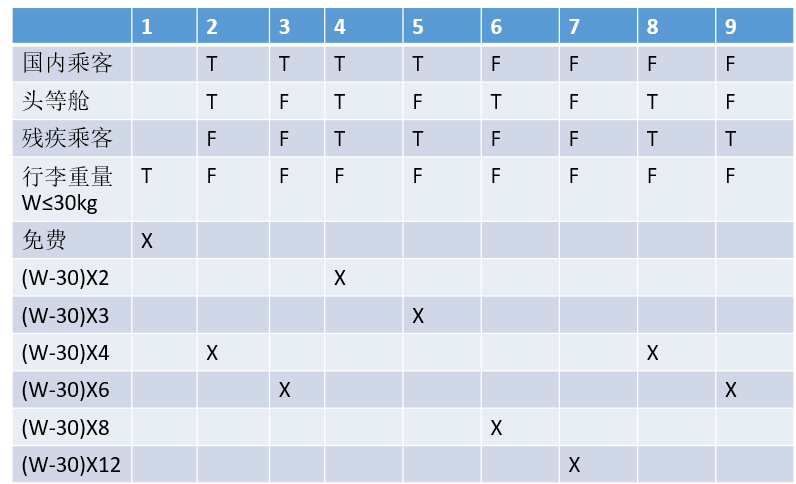 1 2 3 4 5 6 7 8 9
国内乘客 T T T T F F F F
头等舱 T F T F T F T F
残疾乘客 F F T T F F T T
行李重量 T F F F F F F F F
W≤30kg
免费 X
(W-30)X2 X
(W-30)X3 X
(W-30)X4 X X
(W-30)X6 X X
(W-30)X8 X
(W-30)X12 X